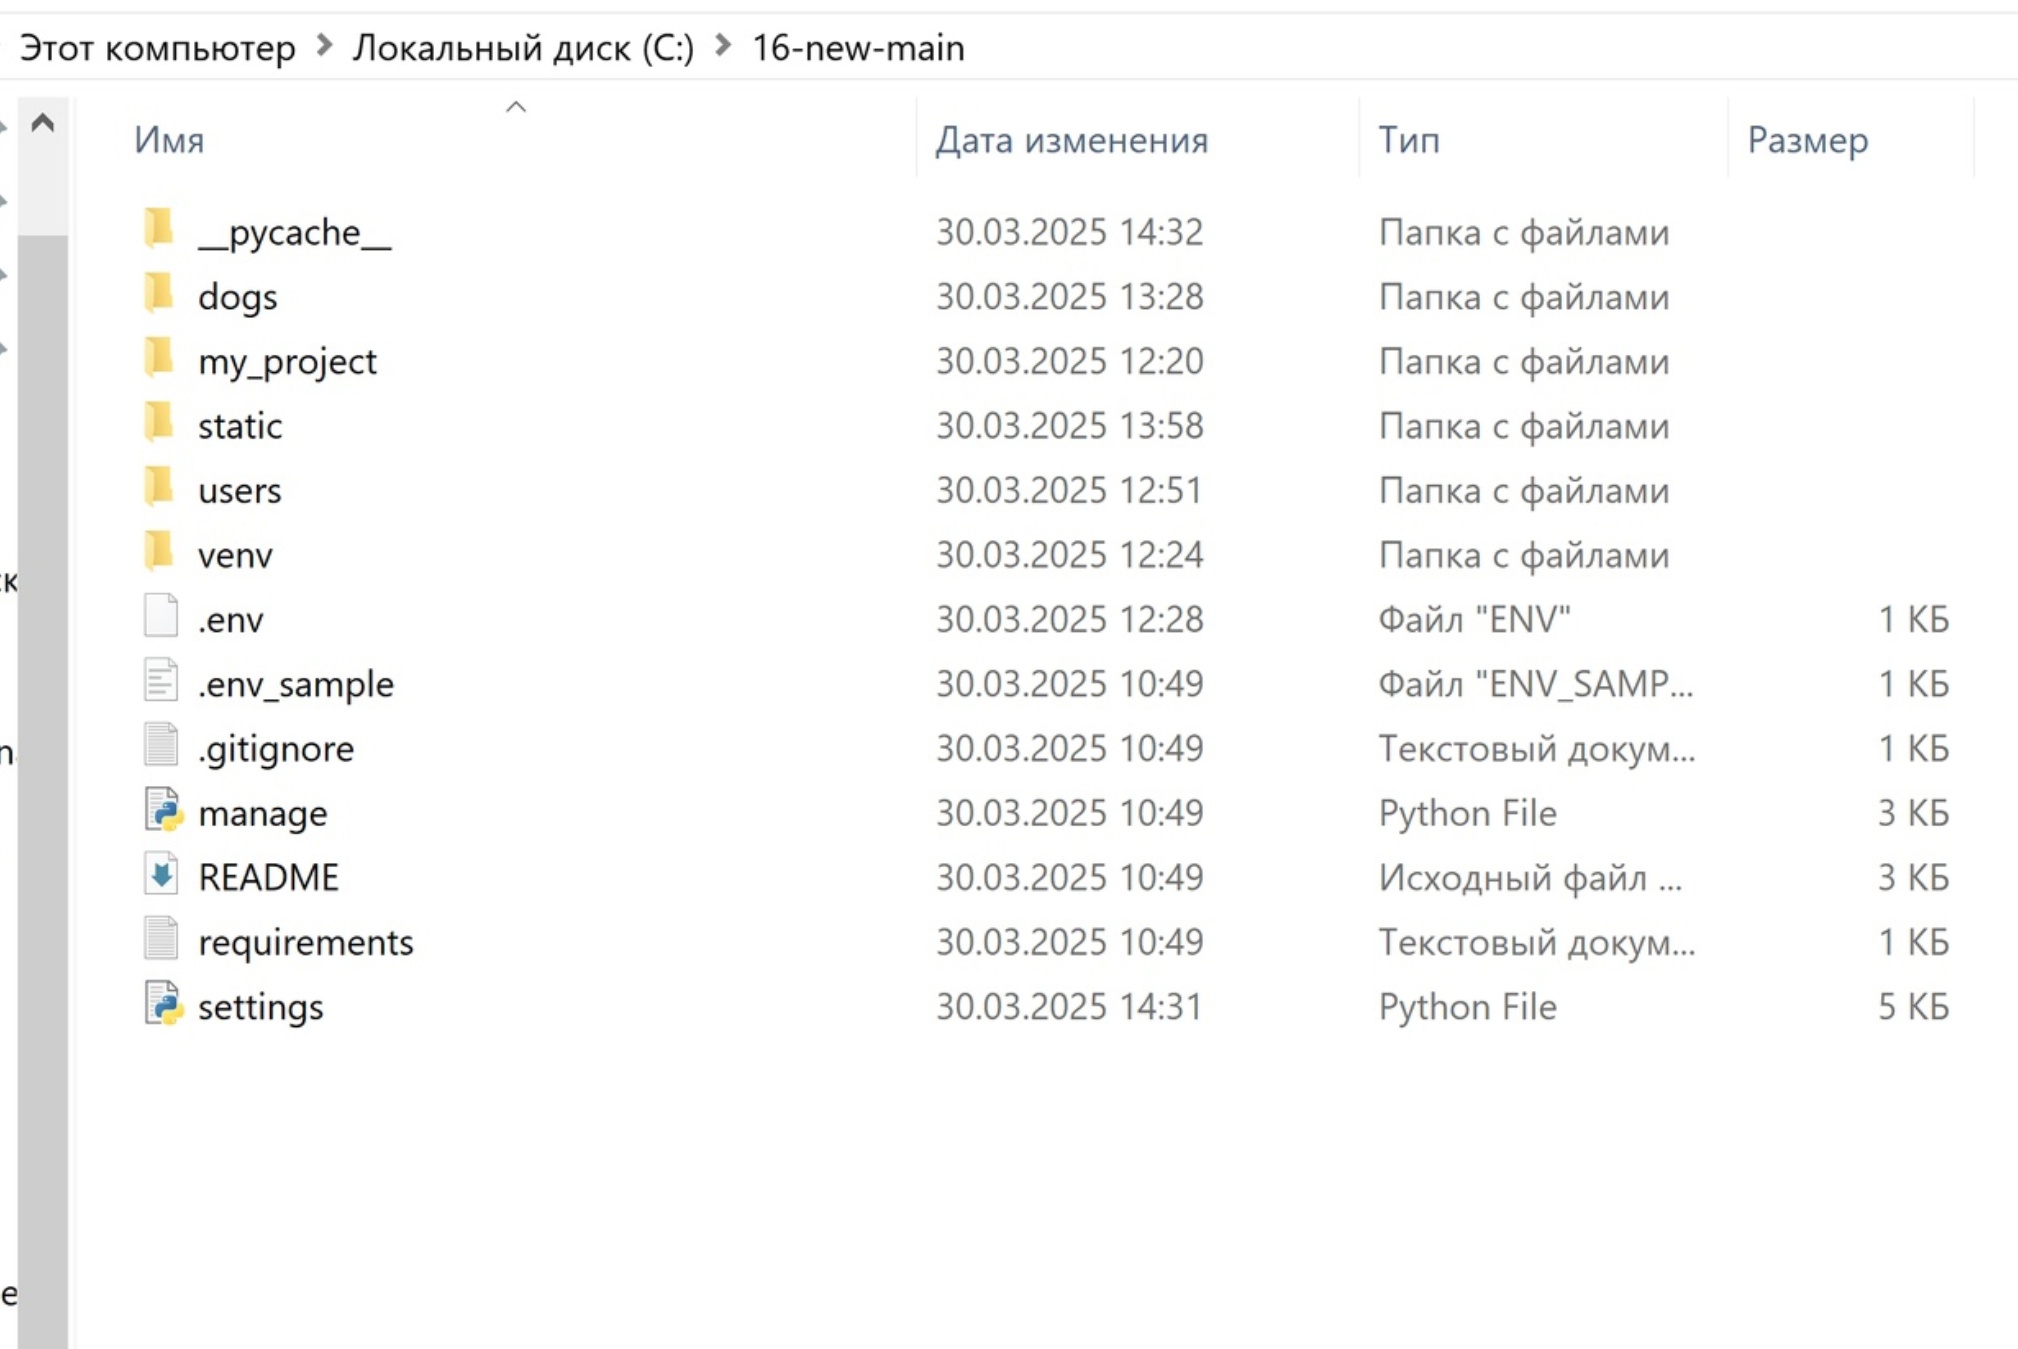 Этот компьютер > Локальный диск (C:) > 16-new-main
Имя Дата изменения Тип Размер
__pycache__ 30.03.2025 14:32 Папка с файлами
dogs 30.03.2025 13:28 Папка с файлами
my_project 30.03.2025 12:20 Папка с файлами
static 30.03.2025 13:58 Папка с файлами
users 30.03.2025 12:51 Папка с файлами
venv 30.03.2025 12:24 Папка с файлами
.env 30.03.2025 12:28 Файл "ENV" 1 КБ
.env_sample 30.03.2025 10:49 Файл "ENV_SAMP... 1 КБ
.gitignore 30.03.2025 10:49 Текстовый докум... 1 КБ
manage 30.03.2025 10:49 Python File 3 КБ
README 30.03.2025 10:49 Исходный файл ... 3 КБ
requirements 30.03.2025 10:49 Текстовый докум... 1 КБ
settings 30.03.2025 14:31 Python File 5 КБ